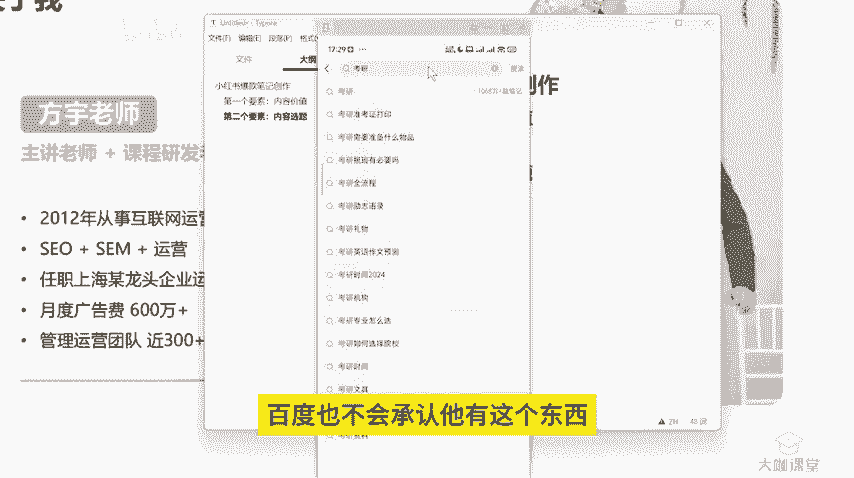 方宇老师
主讲老师 + 课程研发
• 2012年从事互联网运营
• SEO + SEM + 运营
• 任职上海某龙头企业运
• 月度广告费 600万+
• 管理运营团队 近300+
Untitled - Typora
文件(F) 编辑(E) 段落(P) 格式
文件
大纲
小红书爆款笔记创作
第一个要素：内容价值
第二个要素：内容选题
创作
17:29
考研
搜索
考研
考研准考证打印
考研需要准备什么物品
考研报班有必要吗
考研全流程
考研励志语录
考研礼物
考研英语作文预测
考研时间2024
考研机构
考研专业怎么选
考研如何选择院校
考研时间
考研文具
百度也不会承认他有这个东西
大咖课堂